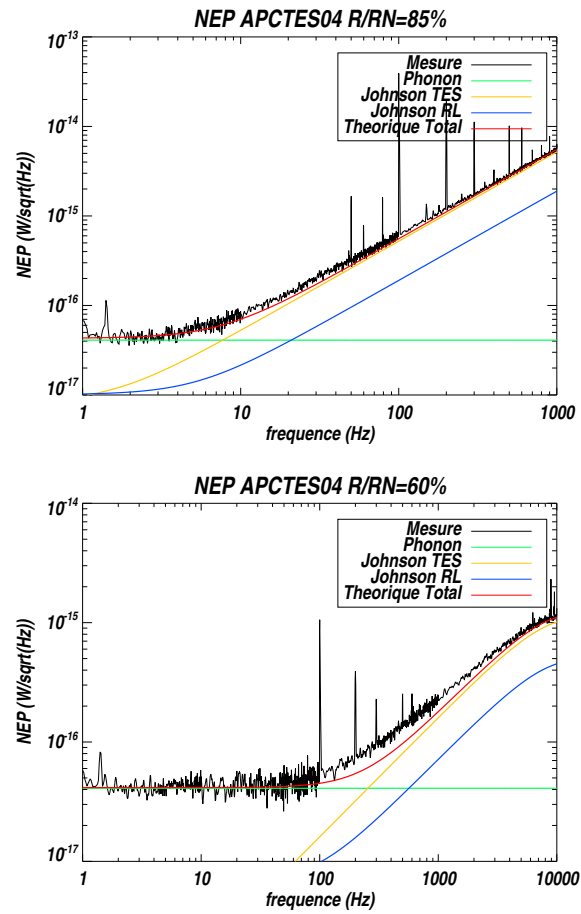 NEP APCTES04 R/RN=85%
10^-13
10^-14
10^-15
10^-16
10^-17
NEP (W/sqrt(Hz)
Mesure
Phonon
Johnson TES
Johnson RL
Theorique Total
1 10 100 1000
frequence (Hz)
NEP APCTES04 R/RN=60%
10^-14
10^-15
10^-16
10^-17
NEP (W/sqrt(Hz)
Mesure
Phonon
Johnson TES
Johnson RL
Theorique Total
1 10 100 1000 10000
frequence (Hz)